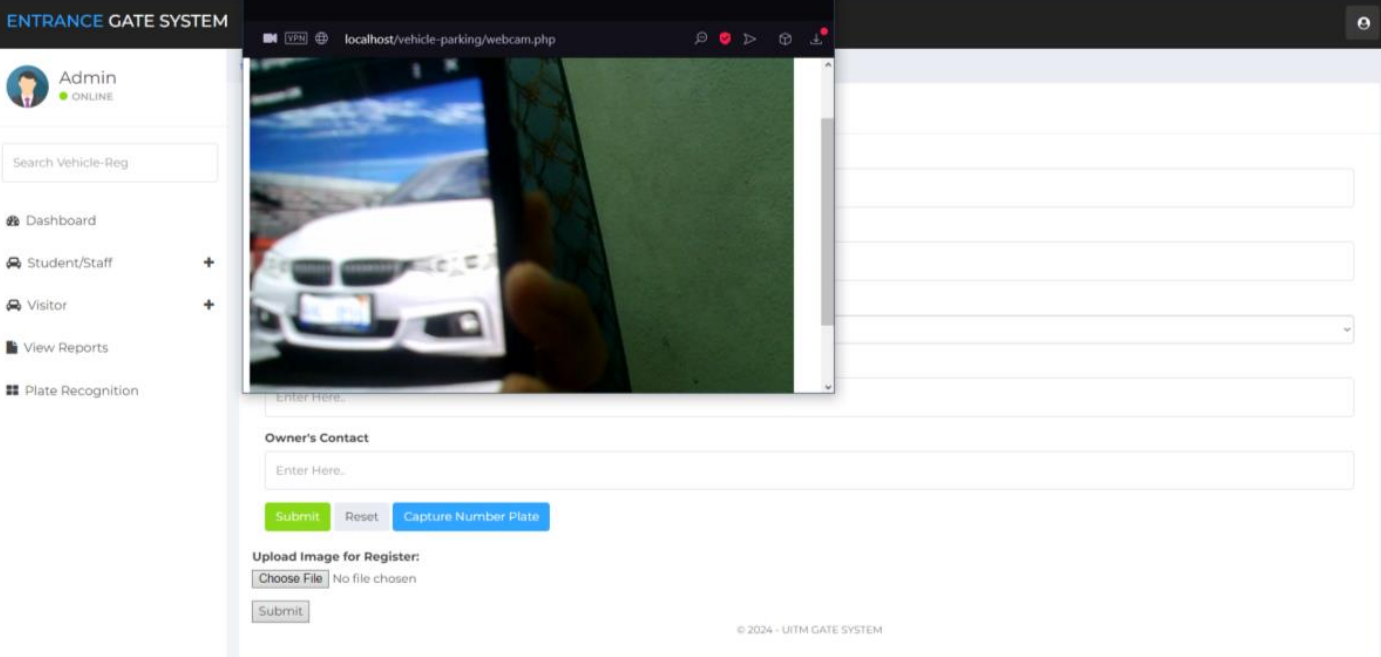 ENTRANCE GATE SYSTEM
VPN
localhost/vehicle-parking/webcam.php
Admin
ONLINE
Search Vehicle-Reg
Dashboard
Student/Staff +
Visitor +
View Reports
Plate Recognition
Enter Here..
Owner's Contact
Enter Here..
Submit Reset Capture Number Plate
Upload Image for Register:
Choose File No file chosen
Submit
© 2024 - UITM GATE SYSTEM